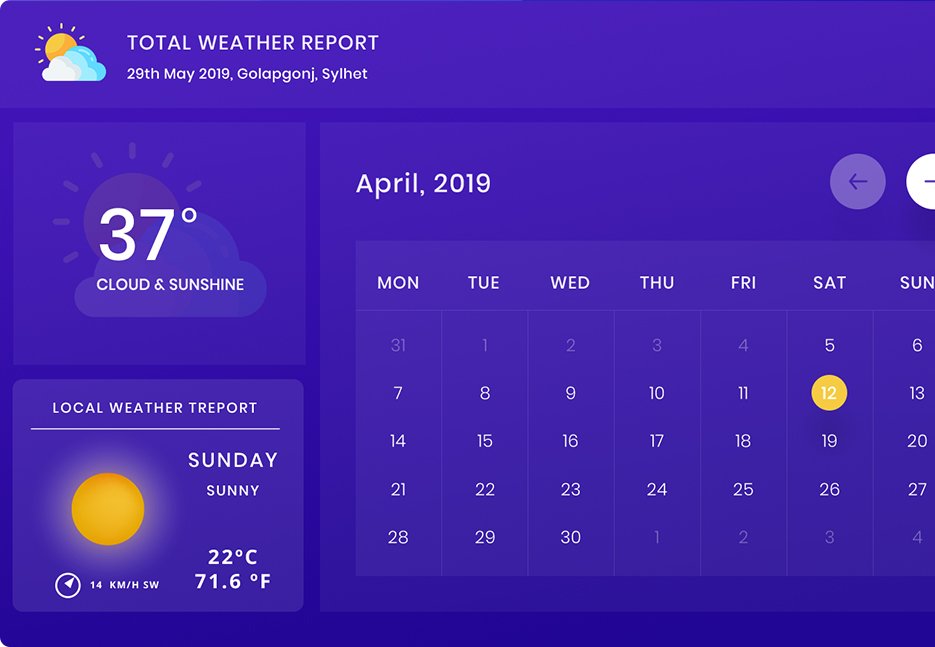 TOTAL WEATHER REPORT
29th May 2019, Golapgonj, Sylhet
37°
CLOUD & SUNSHINE
LOCAL WEATHER TREPORT
SUNDAY
SUNNY
22°C
71.6 °F
14 KM/H SW
April, 2019
MON TUE WED THU FRI SAT SUN
31 1 2 3 4 5 6
7 8 9 10 11 12 13
14 15 16 17 18 19 20
21 22 23 24 25 26 27
28 29 30 1 2 3 4